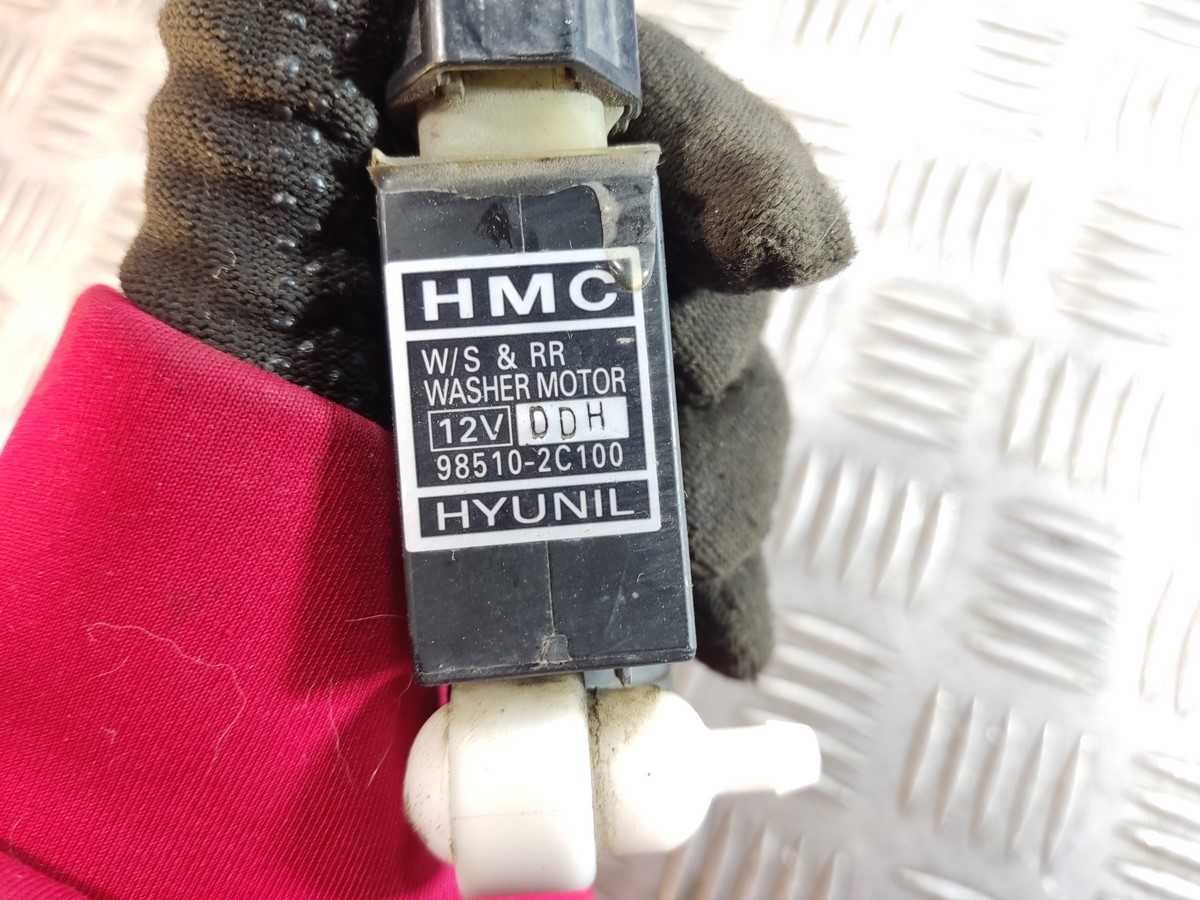 HMC
W/S & RR
WASHER MOTOR
12V DDH
98510-2C100
HYUNIL